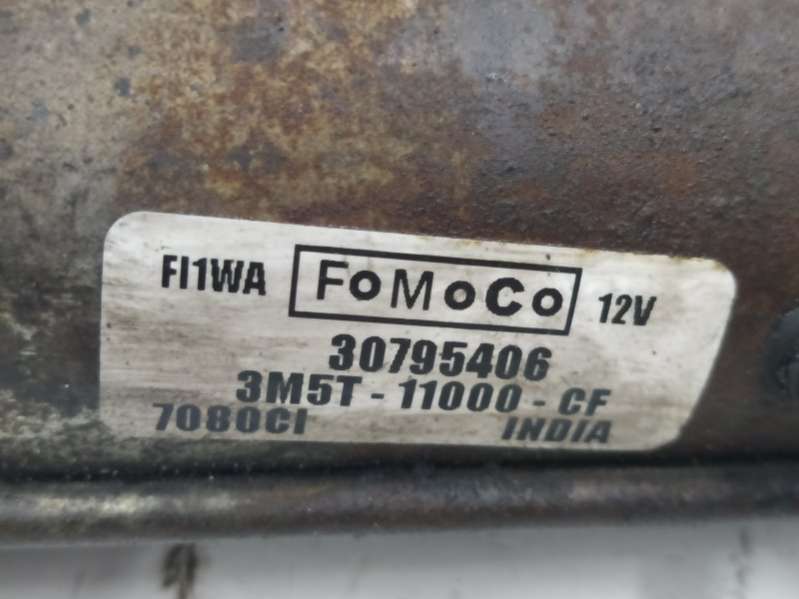 FI1WA FoMoCo 12V
30795406
3M5T - 11000 - CF
7080CI INDIA